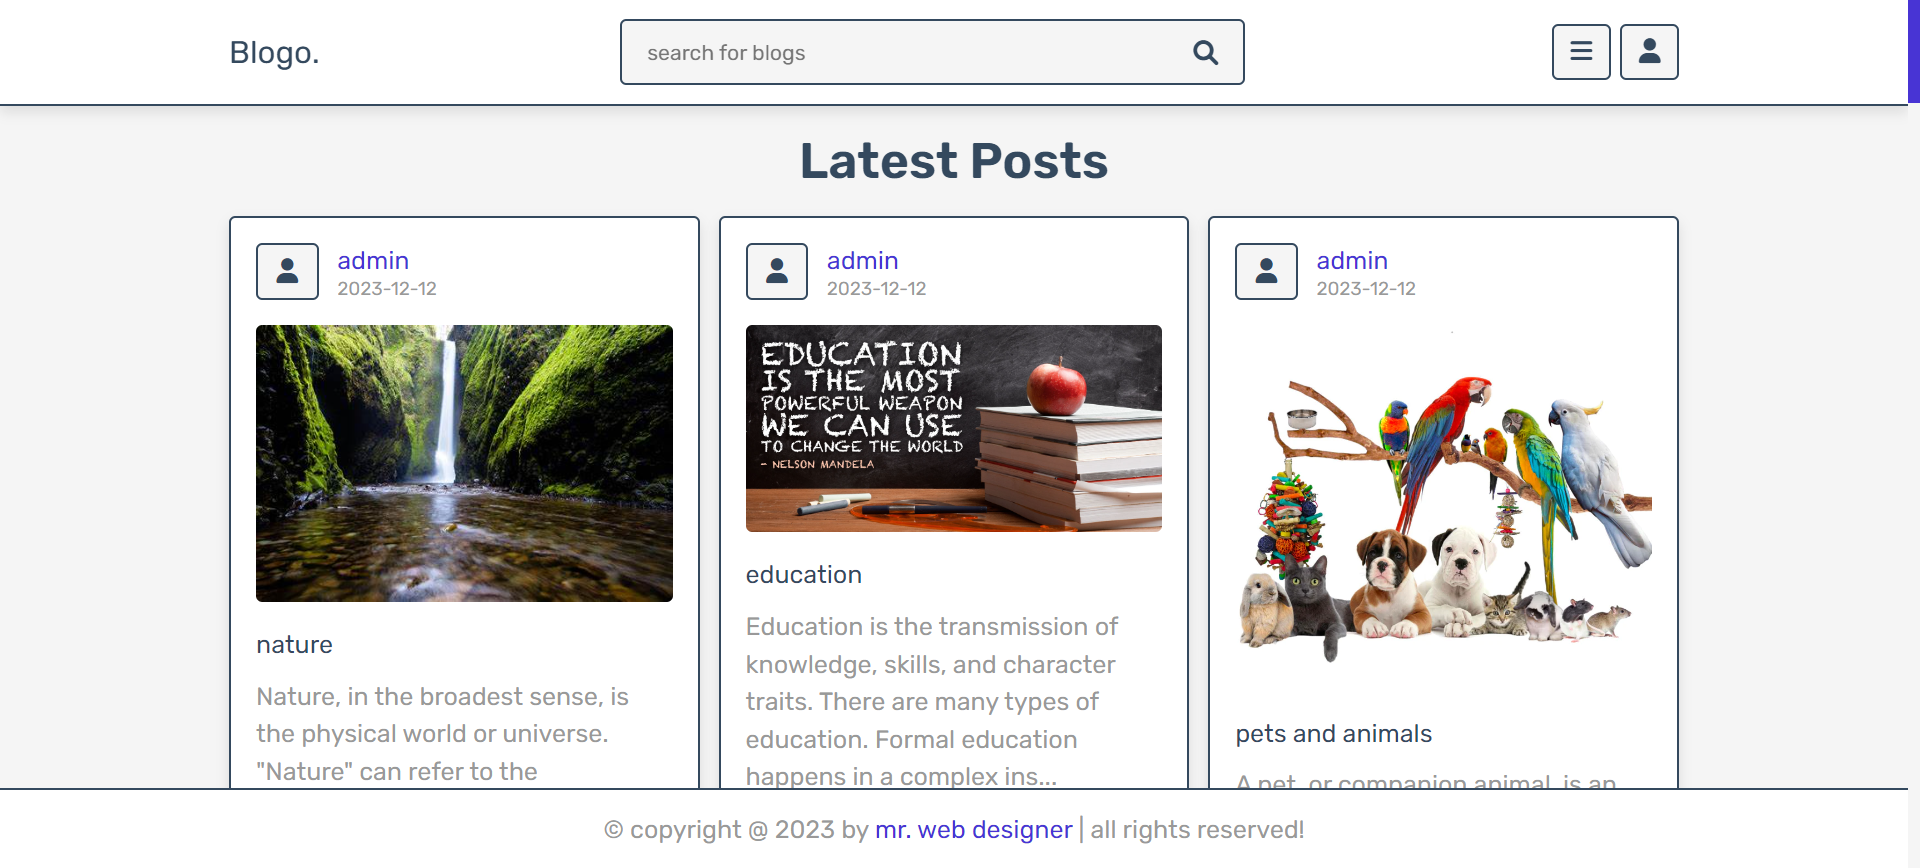 Blogo.
search for blogs
Latest Posts
admin
2023-12-12
EDUCATION
IS THE MOST
POWERFUL WEAPON
WE CAN USE
TO CHANGE THE WORLD
- NELSON MANDELA
admin
2023-12-12
admin
2023-12-12
nature
Nature, in the broadest sense, is
the physical world or universe.
"Nature" can refer to the
education
Education is the transmission of
knowledge, skills, and character
traits. There are many types of
education. Formal education
happens in a complex ins...
pets and animals
A pet, or companion animal, is an
© copyright @ 2023 by mr. web designer | all rights reserved!